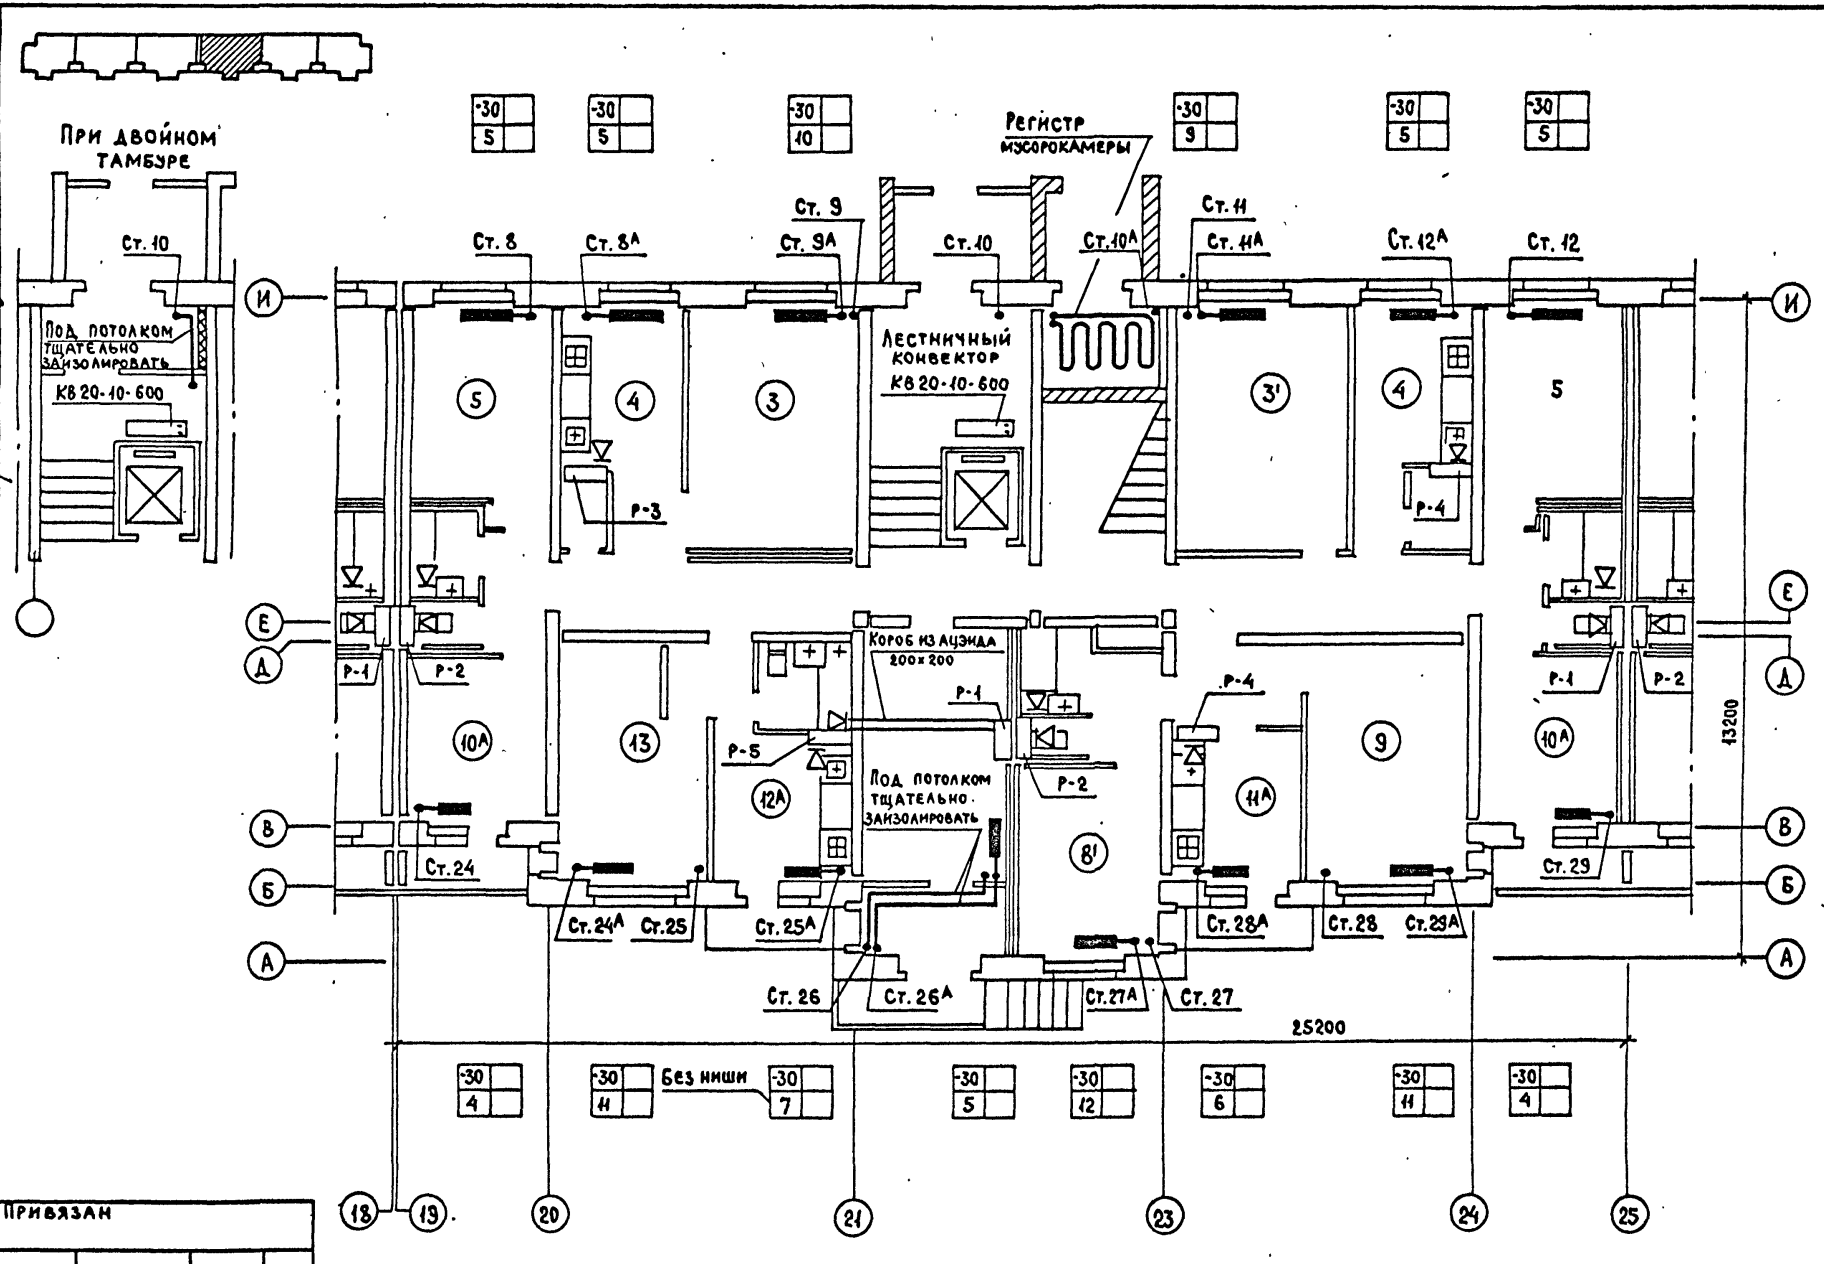 -30 -30 -30 -30 -30 -30
5 5 10 9 5 5
При двойном
тамбуре
Регистр
мусорокамеры
Ст. 9 Ст. 11
Ст. 10 Ст. 8 Ст. 8А Ст. 9А Ст. 10 Ст. 10А Ст. 11А Ст. 12А Ст. 12
И И
Под потолком
тщательно
заизолировать
КВ 20-10-600
Лестничный
конвектор
КВ 20-10-600
5 4 3 3' 4 5
Р-3 Р-4
Е Е
Д Д
Р-1 Р-2
Короб из ацэида
200×200
Р-1 Р-4 Р-1 Р-2
13200
10А 13 Р-5 Р-2 9 10А
12А 11А
Под потолком
тщательно
заизолировать
8'
В В
Ст. 24 Ст. 29
Б Б
Ст. 24А Ст. 25 Ст. 25А Ст. 28А Ст. 28 Ст. 29А
А А
Ст. 26 Ст. 26А Ст. 27А Ст. 27
25200
-30 -30 Без ниши -30 -30 -30 -30 -30 -30
4 11 7 5 12 6 11 4
18 19 20 21 23 24 25
Привязан